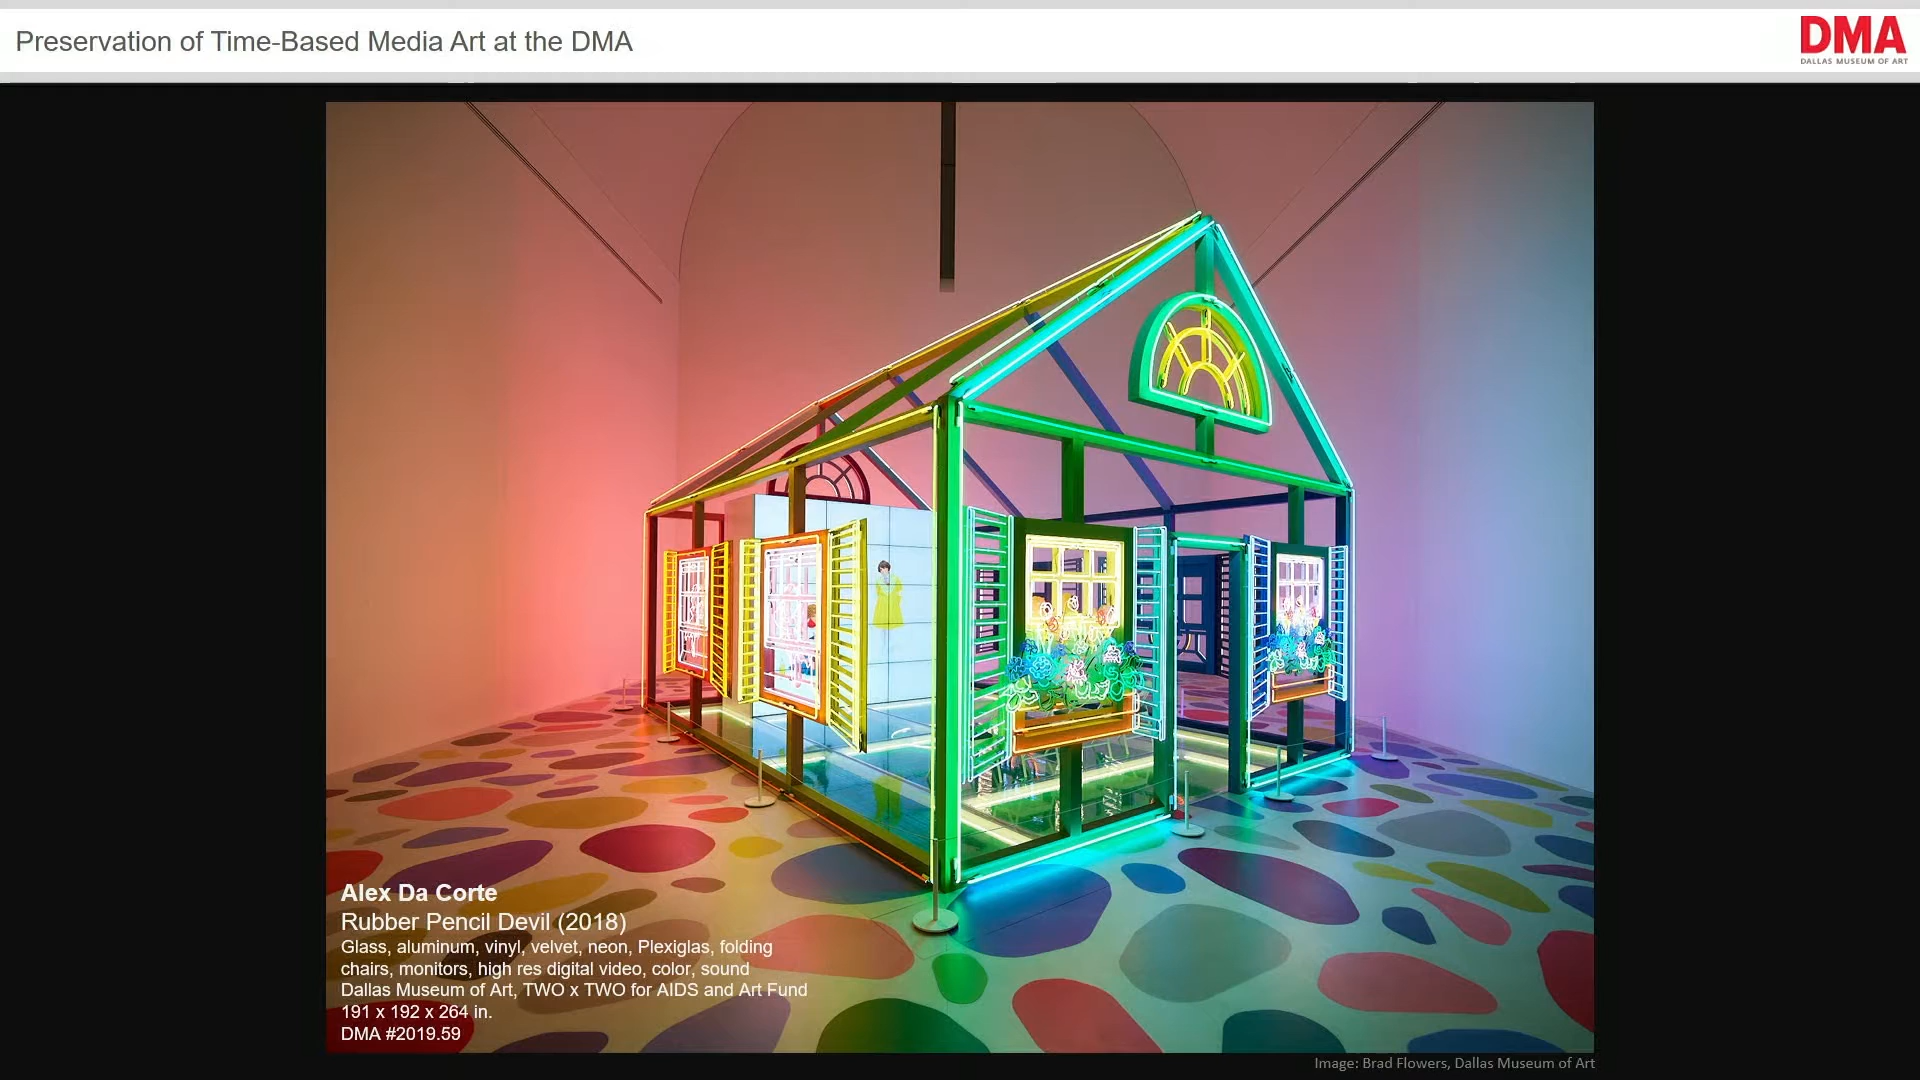 Preservation of Time-Based Media Art at the DMA
DMA
DALLAS MUSEUM OF ART
Alex Da Corte
Rubber Pencil Devil (2018)
Glass, aluminum, vinyl, velvet, neon, Plexiglas, folding
chairs, monitors, high res digital video, color, sound
Dallas Museum of Art, TWO x TWO for AIDS and Art Fund
191 x 192 x 264 in.
DMA #2019.59
Image: Brad Flowers, Dallas Museum of Art